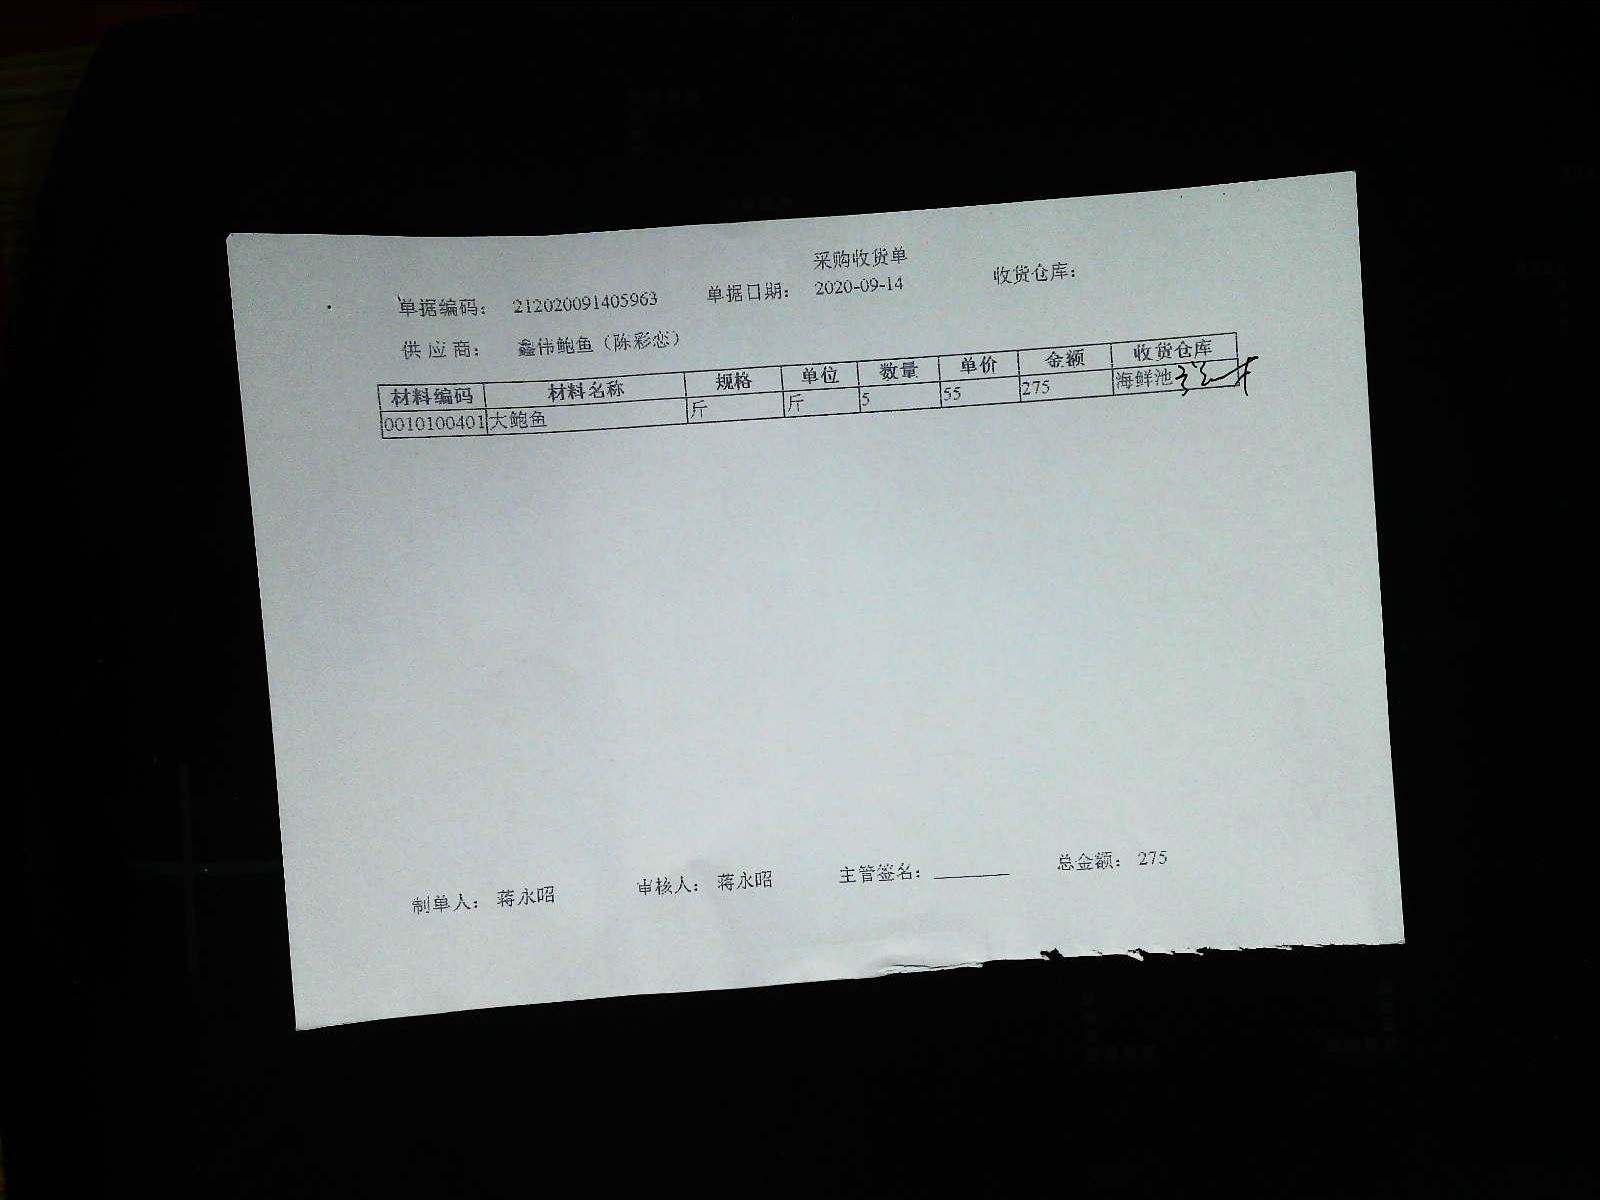 采购收货单
单据编码： 212020091405963 单据日期： 2020-09-14 收货仓库：
供 应 商： 鑫伟鲍鱼（陈彩恋）
材料编码 材料名称 规格 单位 数量 单价 金额 收货仓库
0010100401 大鲍鱼 斤 斤 5 55 275 海鲜池
制单人： 蒋永昭 审核人： 蒋永昭 主管签名：________ 总金额： 275